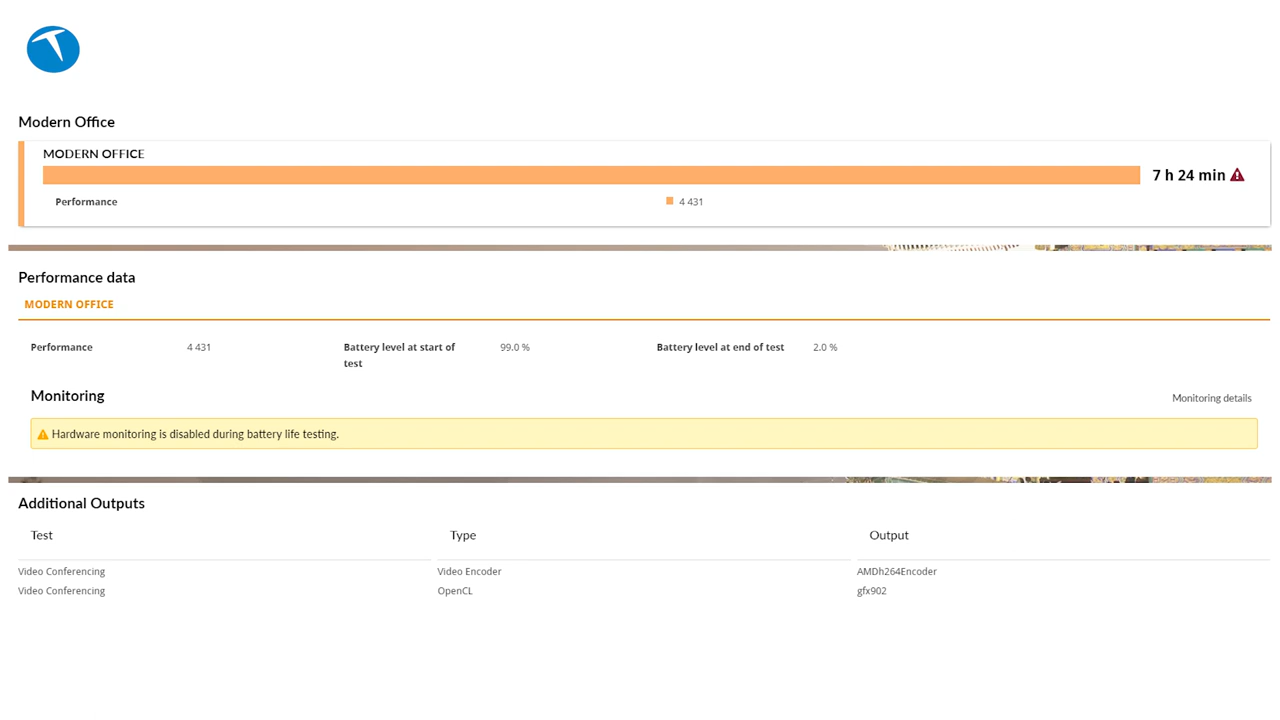 Modern Office
MODERN OFFICE
7 h 24 min
Performance 4 431
Performance data
MODERN OFFICE
Performance 4 431 Battery level at start of test 99.0 % Battery level at end of test 2.0 %
Monitoring Monitoring details
Hardware monitoring is disabled during battery life testing.
Additional Outputs
Test Type Output
Video Conferencing Video Encoder AMDh264Encoder
Video Conferencing OpenCL gfx902